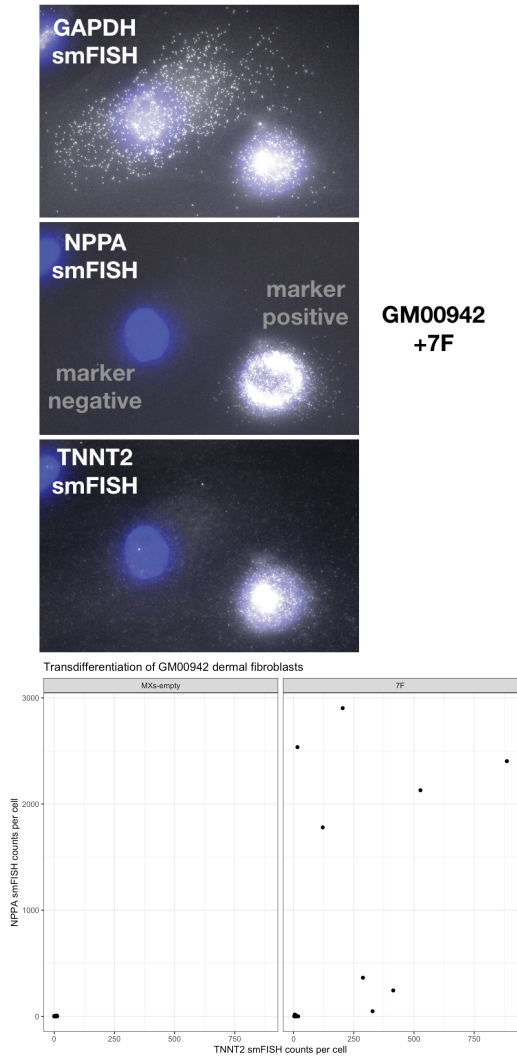 GAPDH
smFISH
NPPA
smFISH
marker
positive
marker
negative
GM00942
+7F
TNNT2
smFISH
Transdifferentiation of GM00942 dermal fibroblasts
MXs-empty
7F
NPPA smFISH counts per cell
3000
2000
1000
0
0
250
500
750
0
250
500
750
TNNT2 smFISH counts per cell